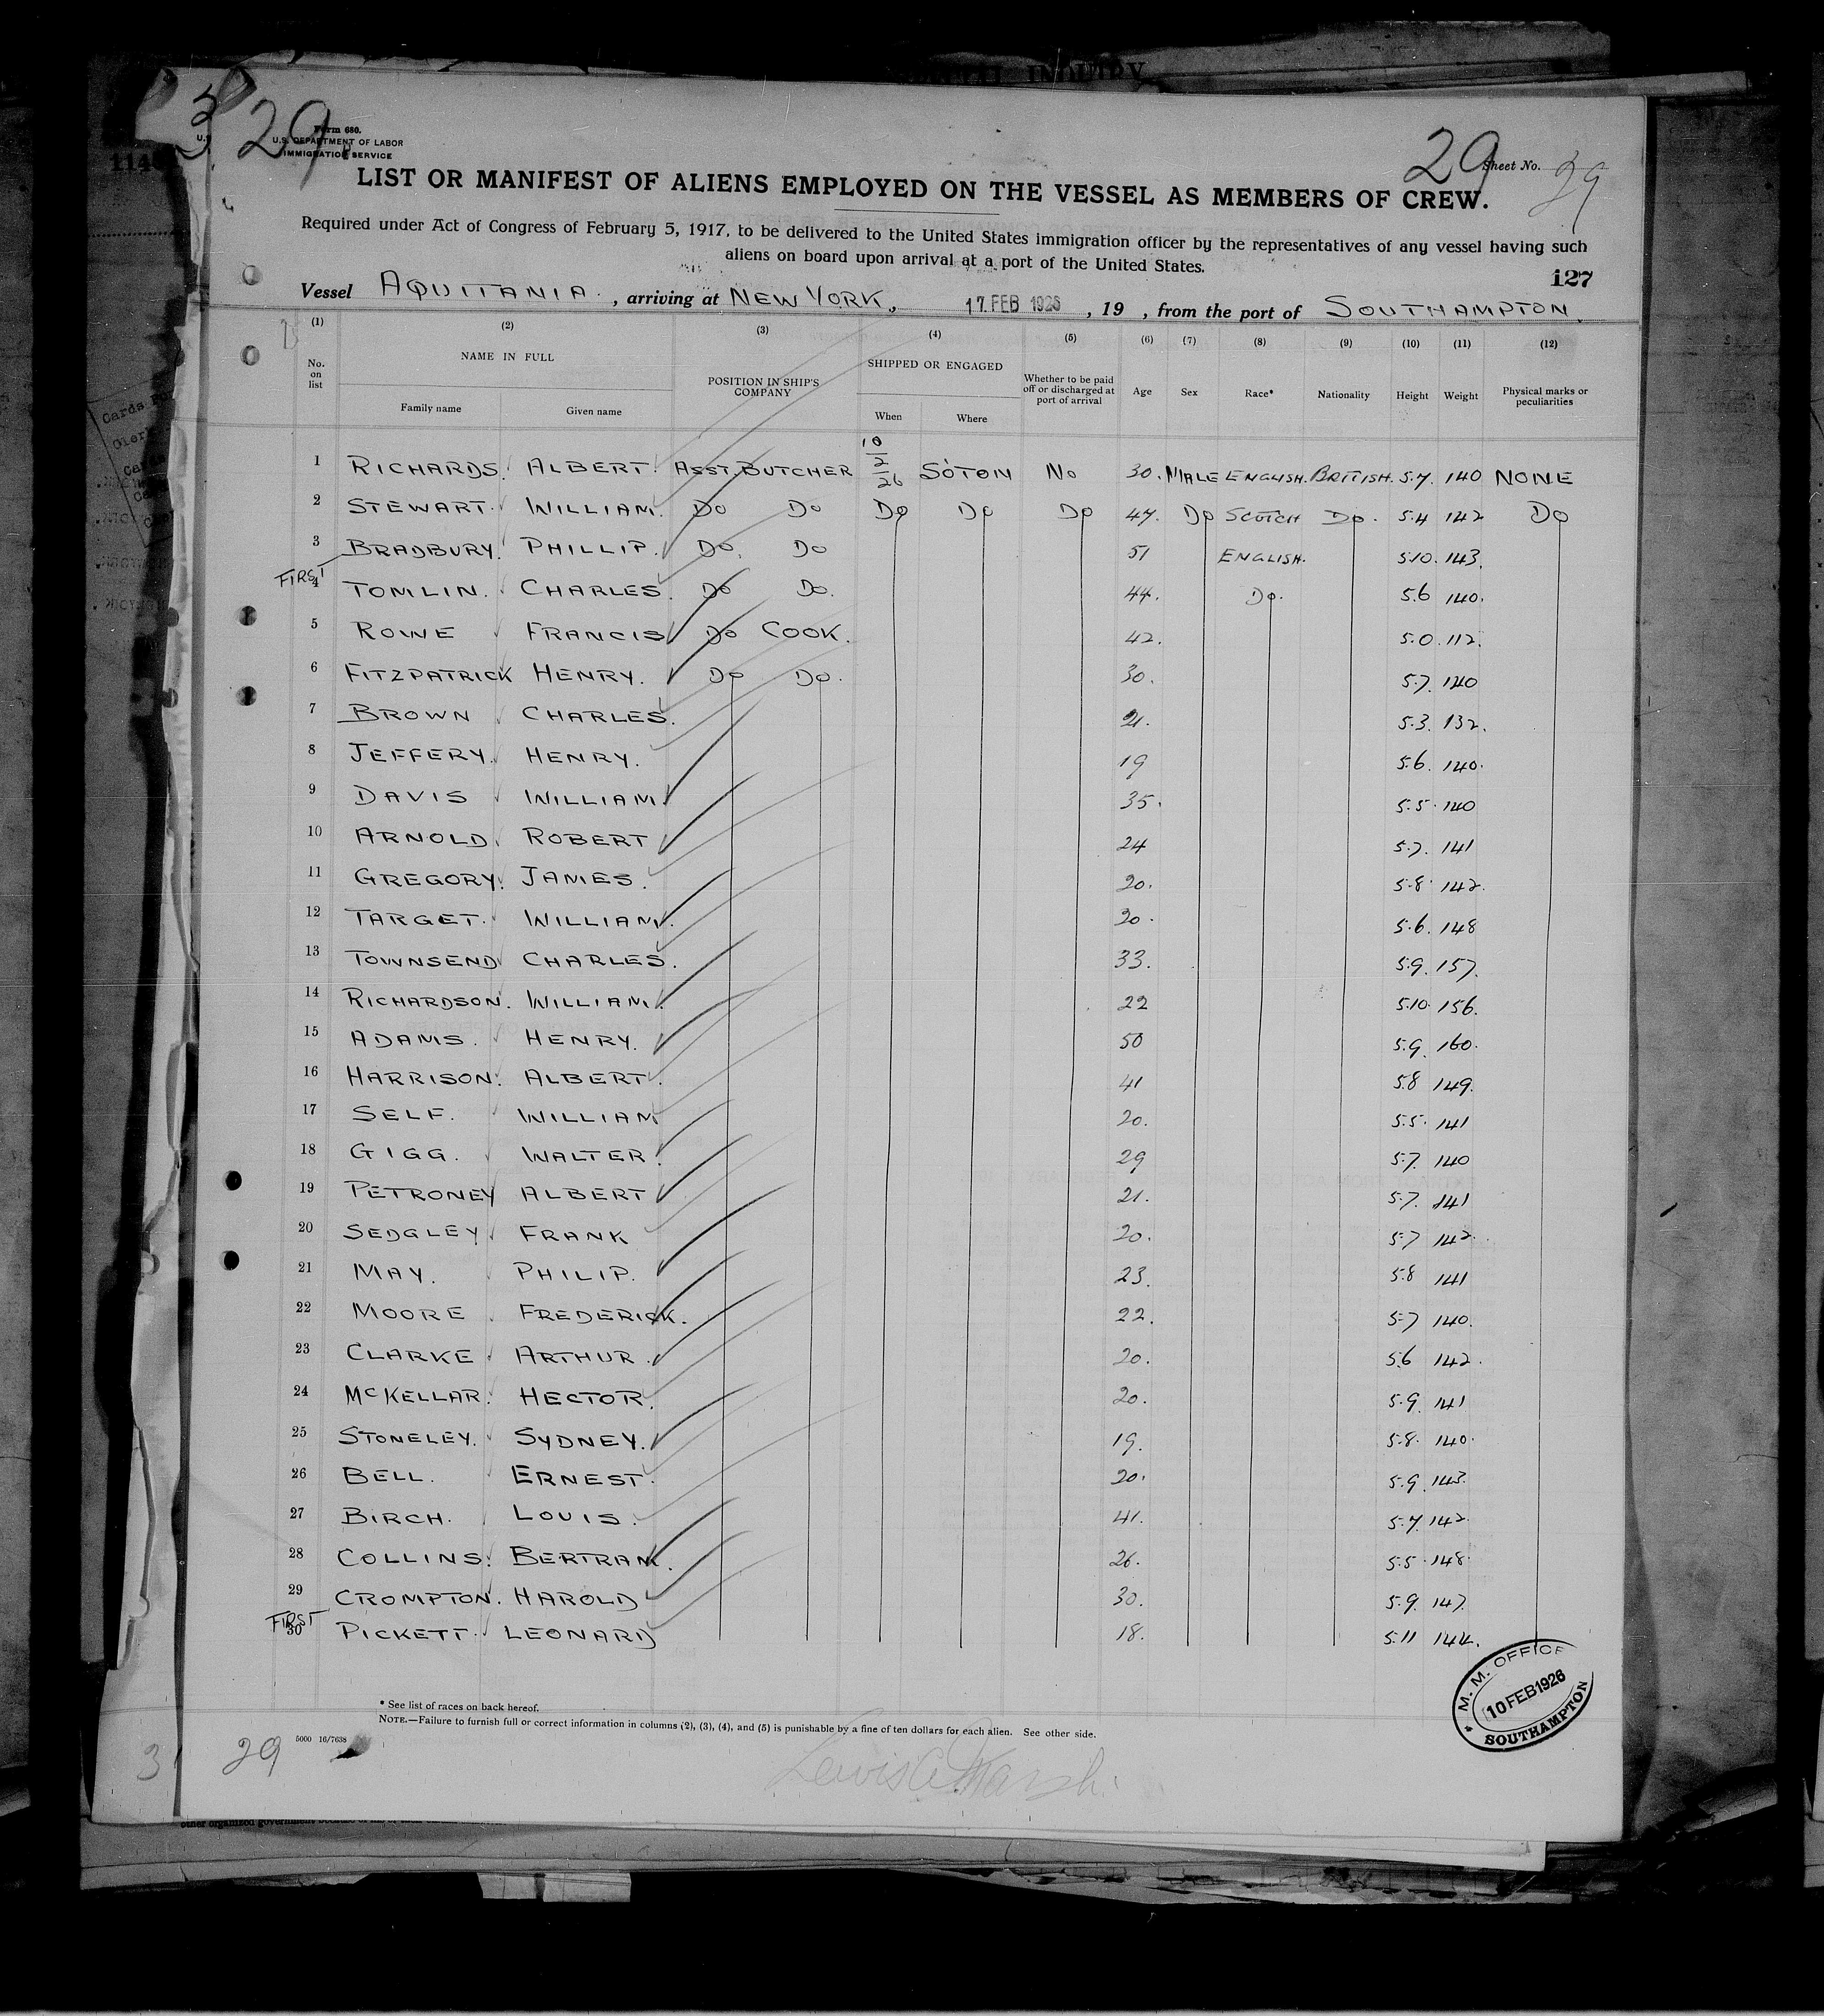 INQUIRY
3 29
Form 680.
U.S. DEPARTMENT OF LABOR
IMMIGRATION SERVICE
29 Sheet No. 29
LIST OR MANIFEST OF ALIENS EMPLOYED ON THE VESSEL AS MEMBERS OF CREW.
Required under Act of Congress of February 5, 1917, to be delivered to the United States immigration officer by the representatives of any vessel having such
aliens on board upon arrival at a port of the United States.
127
Vessel AQUITANIA, arriving at NEW YORK, 17 FEB 1926, 19 , from the port of SOUTHAMPTON.
(1) (2) (3) (4) (5) (6) (7) (8) (9) (10) (11) (12)
No. on list NAME IN FULL POSITION IN SHIP'S COMPANY SHIPPED OR ENGAGED Whether to be paid off or discharged at port of arrival Age Sex Race* Nationality Height Weight Physical marks or peculiarities
Family name Given name When Where
1 RICHARDS. ALBERT. ASST BUTCHER 10/2/26 SO'TON No 30. MALE ENGLISH. BRITISH. 5.7. 140 NONE
2 STEWART. WILLIAM. Do Do Do Do Do 47. Do SCOTCH Do. 5.4 142 Do
3 BRADBURY. PHILLIP. Do. Do 51 ENGLISH. 5.10. 143.
FIRST 4 TOMLIN. CHARLES. Do Do. 44. Do. 5.6 140.
5 ROWE FRANCIS Do COOK. 42. 5.0. 112.
6 FITZPATRICK HENRY. Do Do. 30. 5.7. 140
7 BROWN CHARLES. 21. 5.3. 132.
8 JEFFERY. HENRY. 19 5.6. 140.
9 DAVIS WILLIAM 35. 5.5. 140
10 ARNOLD. ROBERT 24 5.7. 141
11 GREGORY. JAMES. 20. 5.8. 142.
12 TARGET. WILLIAM. 20. 5.6. 148
13 TOWNSEND CHARLES. 33. 5.9. 157.
14 RICHARDSON. WILLIAM. 22 5.10. 156.
15 ADAMS. HENRY. 50 5.9. 160.
16 HARRISON. ALBERT. 41 5.8 149.
17 SELF. WILLIAM 20. 5.5. 141
18 GIGG. WALTER. 29 5.7. 140
19 PETRONEY ALBERT 21. 5.7. 141
20 SEDGLEY FRANK 20. 5.7 142.
21 MAY. PHILIP. 23. 5.8 141
22 MOORE FREDERICK. 22. 5.7 140.
23 CLARKE ARTHUR. 20. 5.6 142.
24 MCKELLAR. HECTOR. 20. 5.9. 141
25 STONELEY. SYDNEY. 19. 5.8. 140.
26 BELL. ERNEST. 20. 5.9. 143.
27 BIRCH. LOUIS. 41. 5.7. 142.
28 COLLINS. BERTRAM. 26. 5.5. 148.
29 CROMPTON. HAROLD 30. 5.9. 147.
FIRST 30 PICKETT. LEONARD 18. 5.11 144.
* See list of races on back hereof.
NOTE.—Failure to furnish full or correct information in columns (2), (3), (4), and (5) is punishable by a fine of ten dollars for each alien. See other side.
5000 16/7638
M. M. OFFICE
10 FEB 1926
SOUTHAMPTON
3 29
Lewis A Marsh.
other organized government